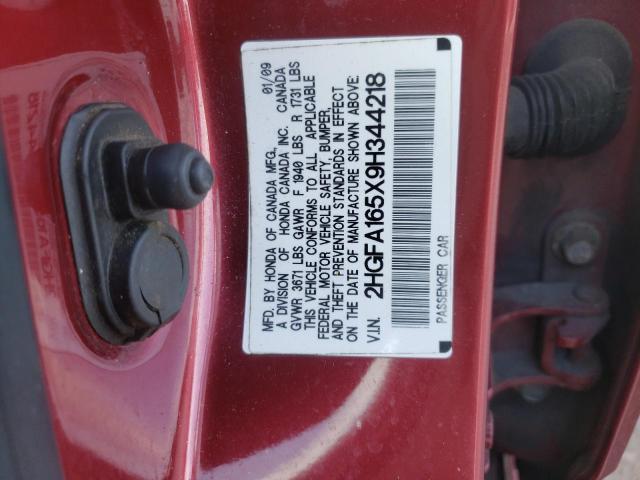 MFD. BY HONDA OF CANADA MFG. 01/09
A DIVISION OF HONDA CANADA INC. CANADA
GVWR 3671 LBS GAWR F 1940 LBS R 1731 LBS
THIS VEHICLE CONFORMS TO ALL APPLICABLE
FEDERAL MOTOR VEHICLE SAFETY, BUMPER,
AND THEFT PREVENTION STANDARDS IN EFFECT
ON THE DATE OF MANUFACTURE SHOWN ABOVE.
V.I.N. 2HGFA165X9H344218
PASSENGER CAR